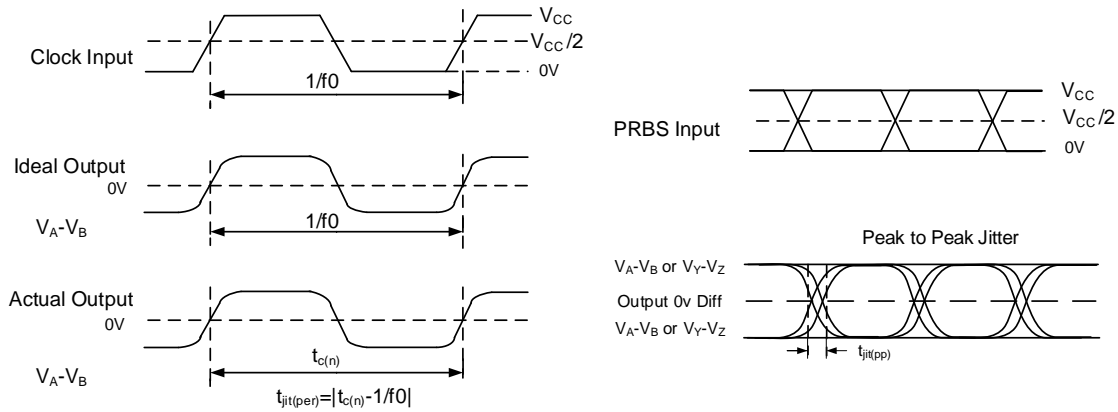 Clock Input
VCC
VCC/2
0V
1/f0
Ideal Output
0V
VA-VB
1/f0
Actual Output
0V
VA-VB
tc(n)
tjit(per)=|tc(n)-1/f0|
PRBS Input
VCC
VCC/2
0V
Peak to Peak Jitter
VA-VB or VY-VZ
Output 0v Diff
VA-VB or VY-VZ
tjit(pp)